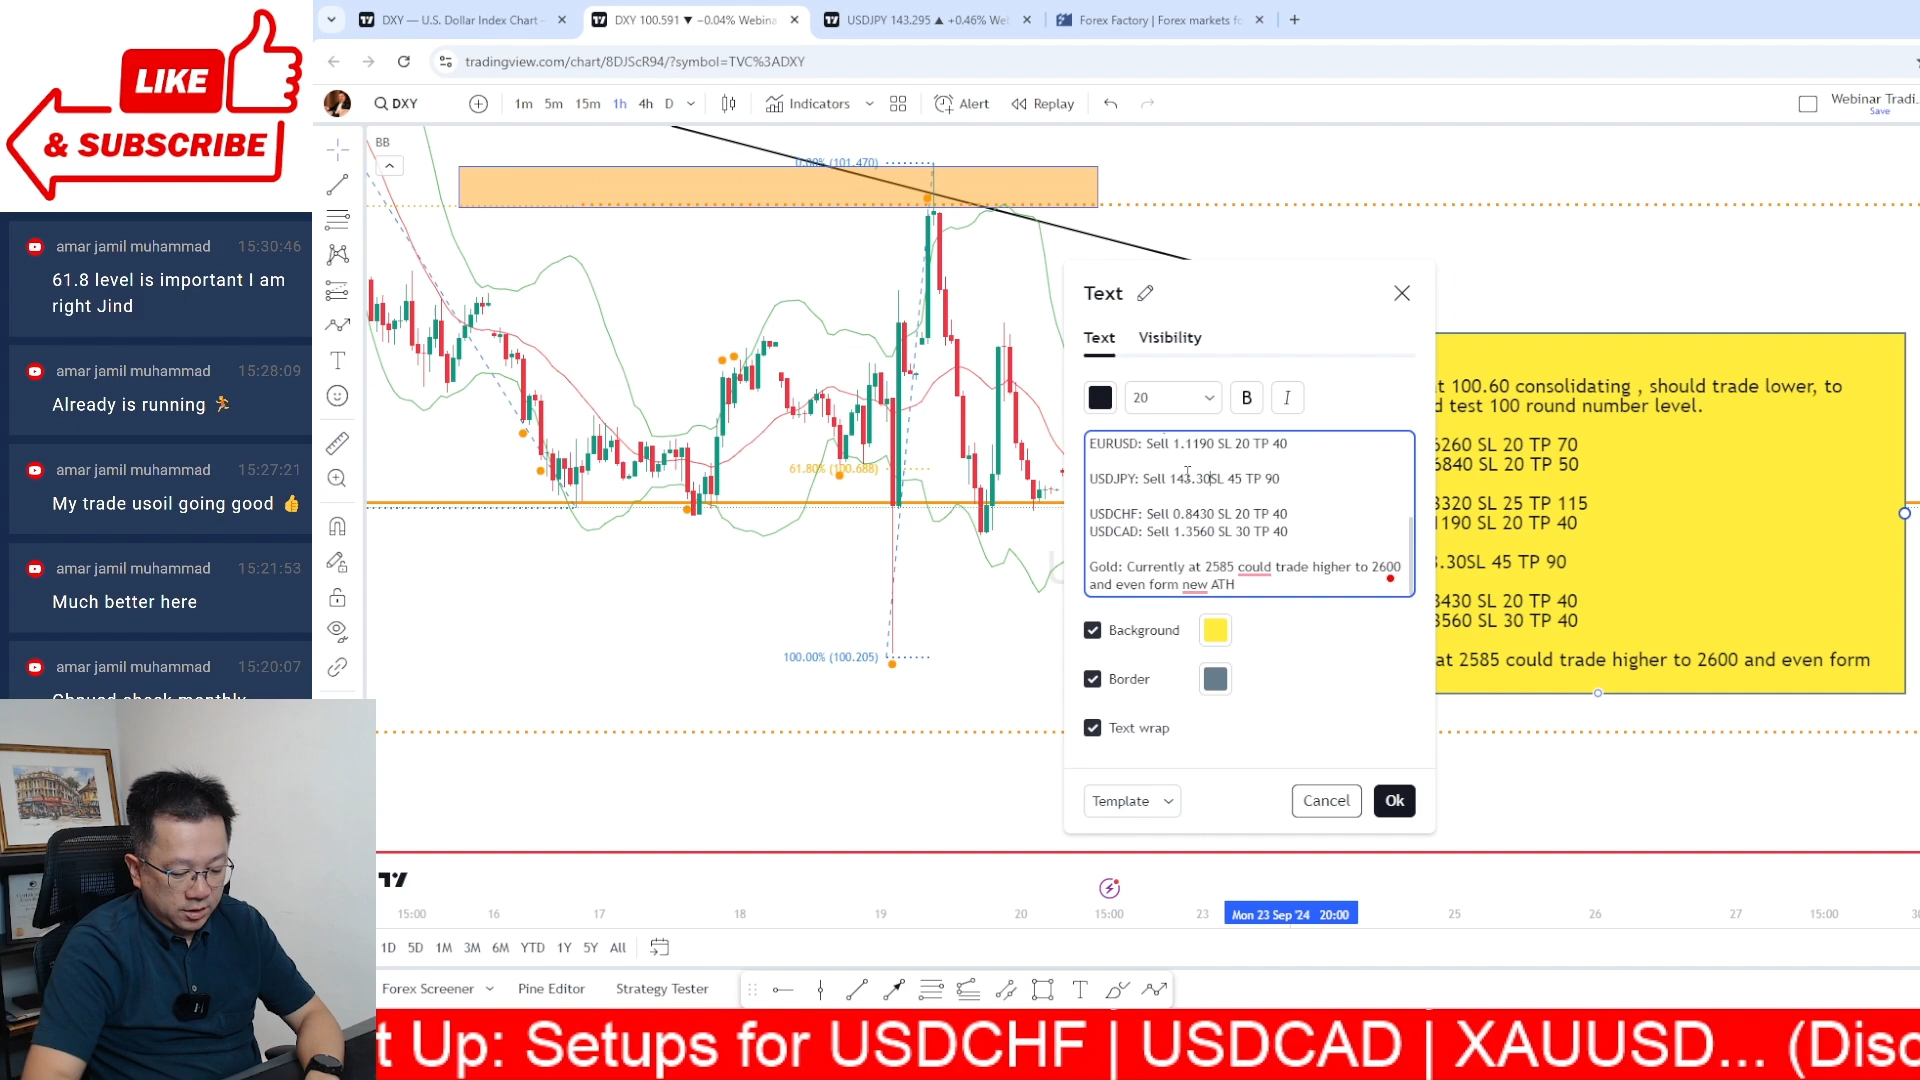 LIKE
& SUBSCRIBE
DXY — U.S. Dollar Index Chart
DXY 100.591 ▼ −0.04% Webina
USDJPY 143.295 ▲ +0.46% We
Forex Factory | Forex markets fo
tradingview.com/chart/8DJScR94/?symbol=TVC%3ADXY
DXY
1m 5m 15m 1h 4h D
Indicators
Alert
Replay
Webinar Tradi...
Save
BB
0.00% (101.470)
61.80% (100.688)
100.00% (100.205)
amar jamil muhammad 15:30:46
61.8 level is important I am
right Jind
amar jamil muhammad 15:28:09
Already is running 🏃
amar jamil muhammad 15:27:21
My trade usoil going good 👍
amar jamil muhammad 15:21:53
Much better here
amar jamil muhammad 15:20:07
Text
Text Visibility
20
B I
EURUSD: Sell 1.1190 SL 20 TP 40
USDJPY: Sell 143.30SL 45 TP 90
USDCHF: Sell 0.8430 SL 20 TP 40
USDCAD: Sell 1.3560 SL 30 TP 40
Gold: Currently at 2585 could trade higher to 2600
and even form new ATH
Background
Border
Text wrap
Template
Cancel
Ok
t 100.60 consolidating , should trade lower, to
d test 100 round number level.
6260 SL 20 TP 70
6840 SL 20 TP 50
3320 SL 25 TP 115
1190 SL 20 TP 40
3.30SL 45 TP 90
8430 SL 20 TP 40
3560 SL 30 TP 40
at 2585 could trade higher to 2600 and even form
15:00 16 17 18 19 20 15:00 23 Mon 23 Sep '24 20:00 25 26 27 15:00
1D 5D 1M 3M 6M YTD 1Y 5Y All
Forex Screener
Pine Editor
Strategy Tester
t Up: Setups for USDCHF | USDCAD | XAUUSD... (Disc